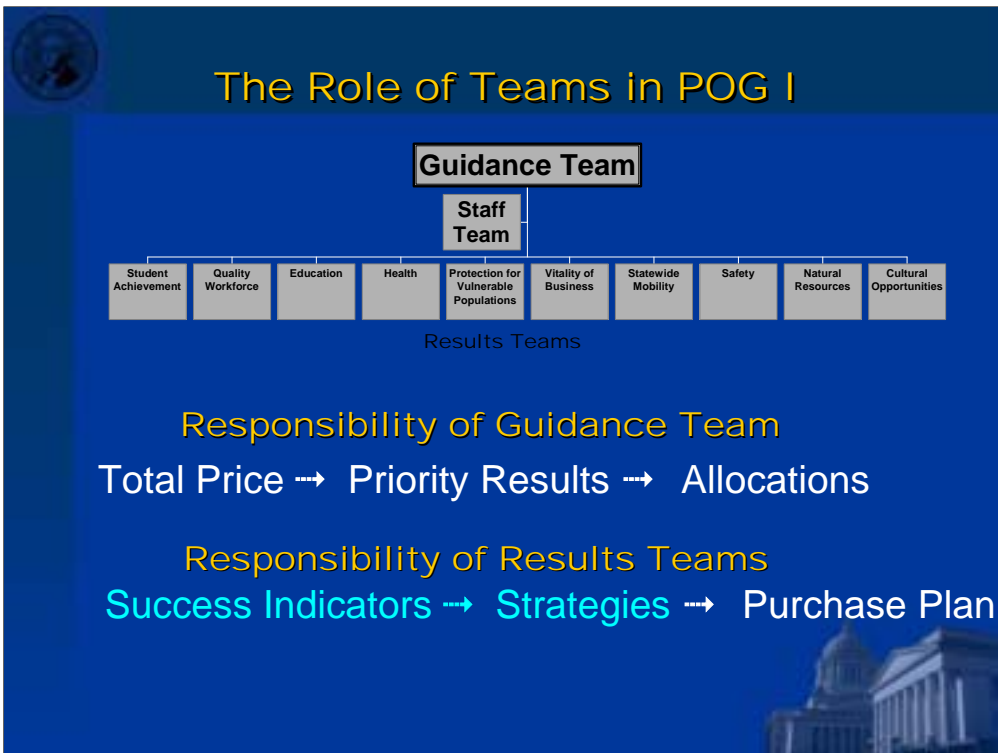 The Role of Teams in POG I
Guidance Team
Staff
Team
Student
Achievement
Quality
Workforce
Education
Health
Protection for
Vulnerable
Populations
Vitality of
Business
Statewide
Mobility
Safety
Natural
Resources
Cultural
Opportunities
Results Teams
Responsibility of Guidance Team
Total Price → Priority Results → Allocations
Responsibility of Results Teams
Success Indicators → Strategies → Purchase Plan